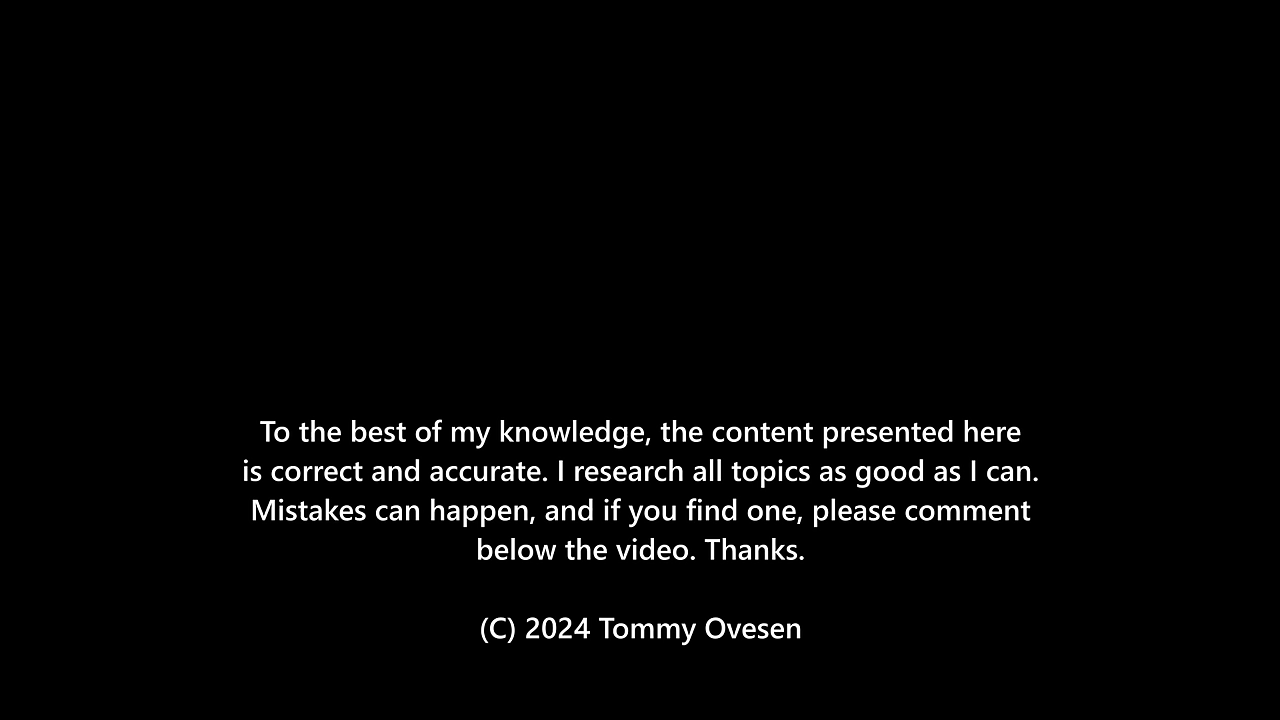 To the best of my knowledge, the content presented here
is correct and accurate. I research all topics as good as I can.
Mistakes can happen, and if you find one, please comment
below the video. Thanks.
(C) 2024 Tommy Ovesen